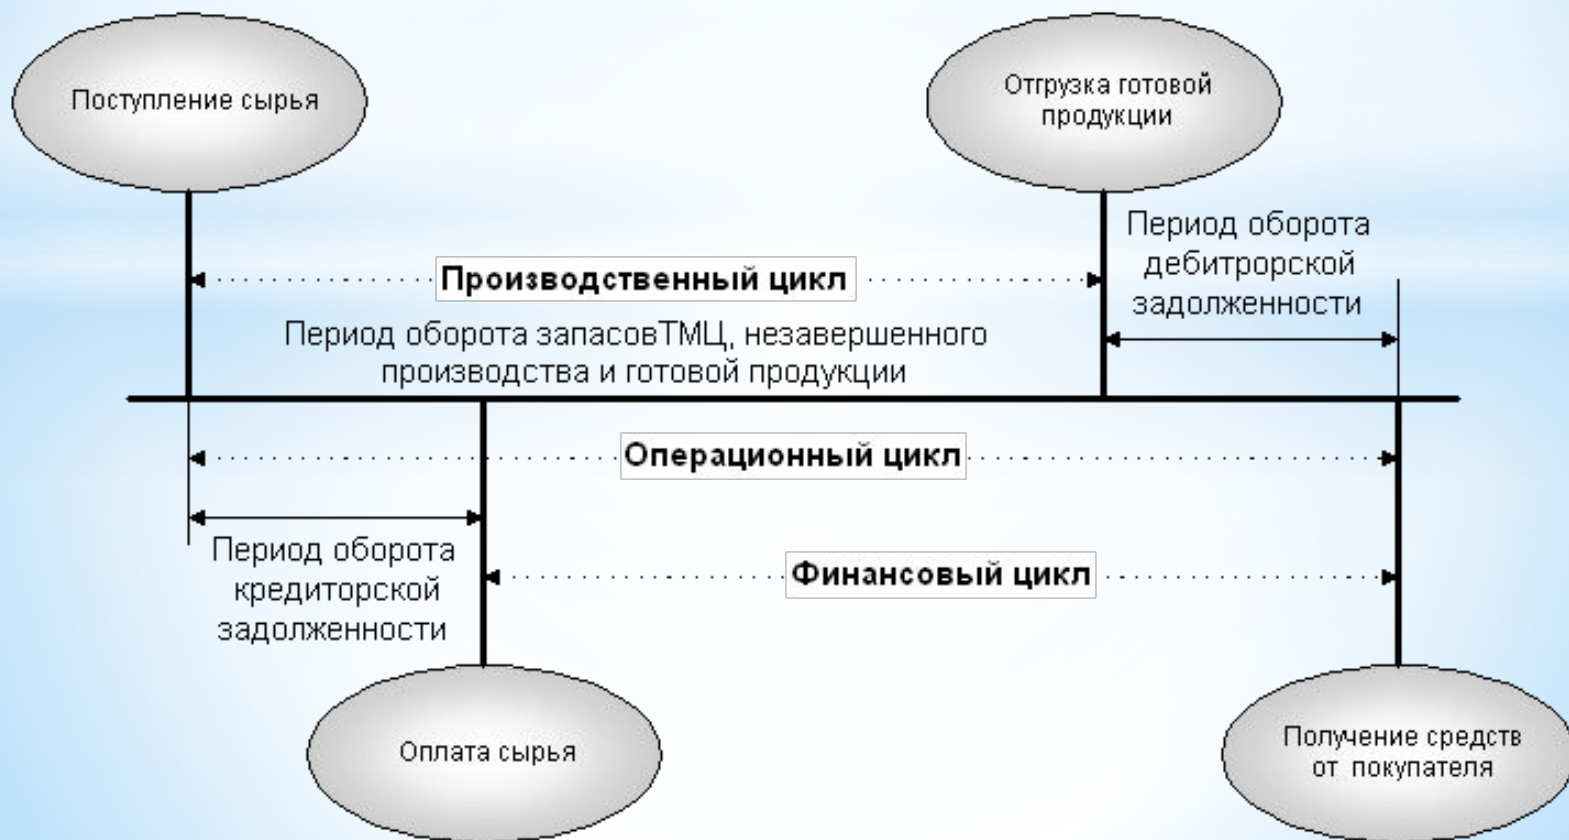 Поступление сырья
Отгрузка готовой
продукции
Период оборота
дебитрорской
задолженности
Производственный цикл
Период оборота запасовТМЦ, незавершенного
производства и готовой продукции
Операционный цикл
Период оборота
кредиторской
задолженности
Финансовый цикл
Оплата сырья
Получение средств
от покупателя